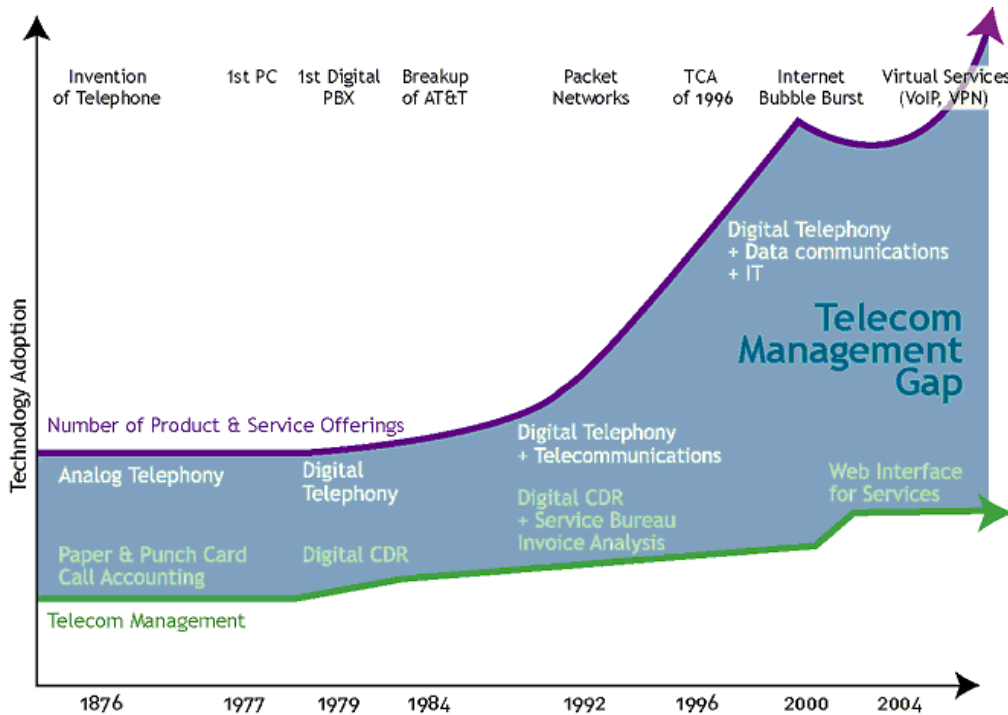 Invention
of Telephone
1st PC
1st Digital
PBX
Breakup
of AT&T
Packet
Networks
TCA
of 1996
Internet
Bubble Burst
Virtual Services
(VoIP, VPN)
Digital Telephony
+ Data communications
+ IT
Telecom
Management
Gap
Technology Adoption
Number of Product & Service Offerings
Analog Telephony
Digital
Telephony
Digital Telephony
+ Telecommunications
Web Interface
for Services
Digital CDR
+ Service Bureau
Invoice Analysis
Paper & Punch Card
Call Accounting
Digital CDR
Telecom Management
1876
1977
1979
1984
1992
1996
2000
2004